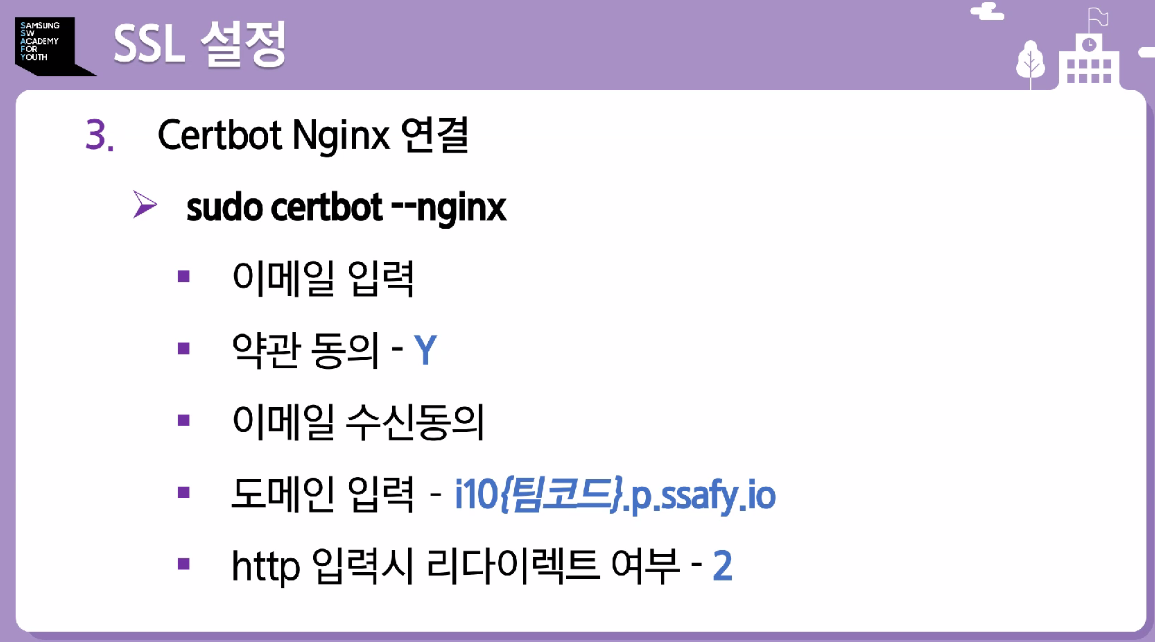 SAMSUNG
SW
ACADEMY
FOR
YOUTH
SSL 설정
3. Certbot Nginx 연결
sudo certbot --nginx
이메일 입력
약관 동의 - Y
이메일 수신동의
도메인 입력 - i10{팀코드}.p.ssafy.io
http 입력시 리다이렉트 여부 - 2